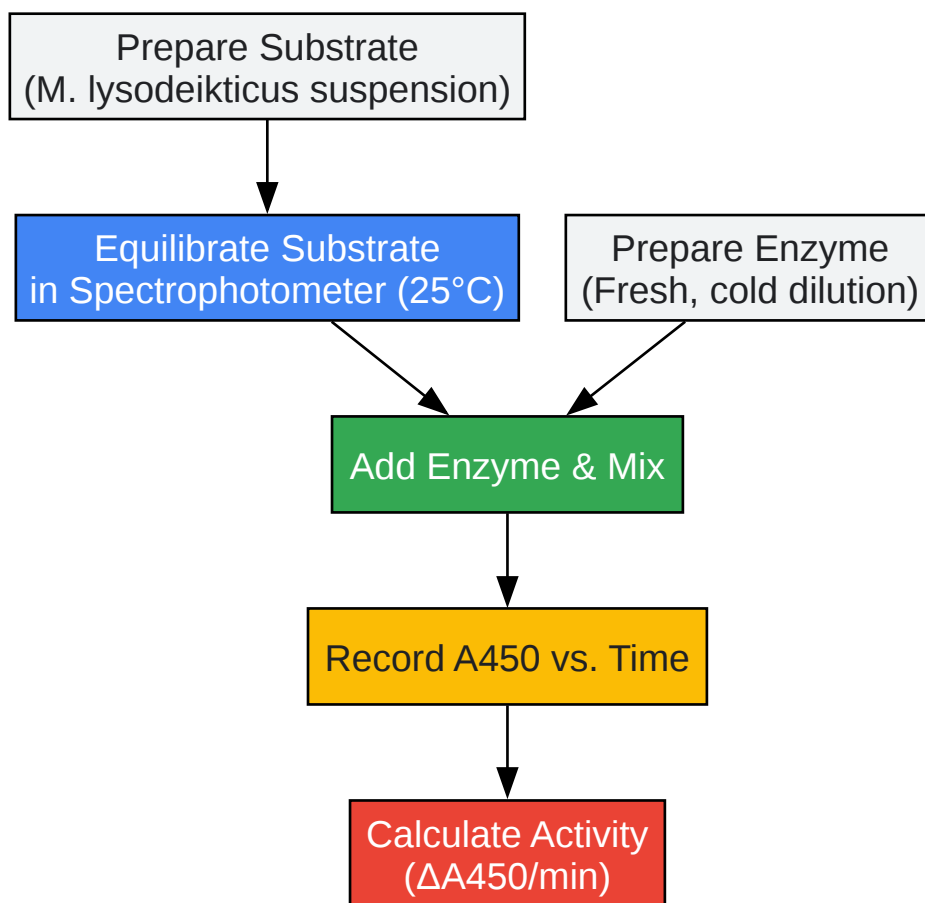 Prepare Substrate
(M. lysodeikticus suspension)
Equilibrate Substrate
in Spectrophotometer (25°C)
Prepare Enzyme
(Fresh, cold dilution)
Add Enzyme & Mix
Record A450 vs. Time
Calculate Activity
(ΔA450/min)